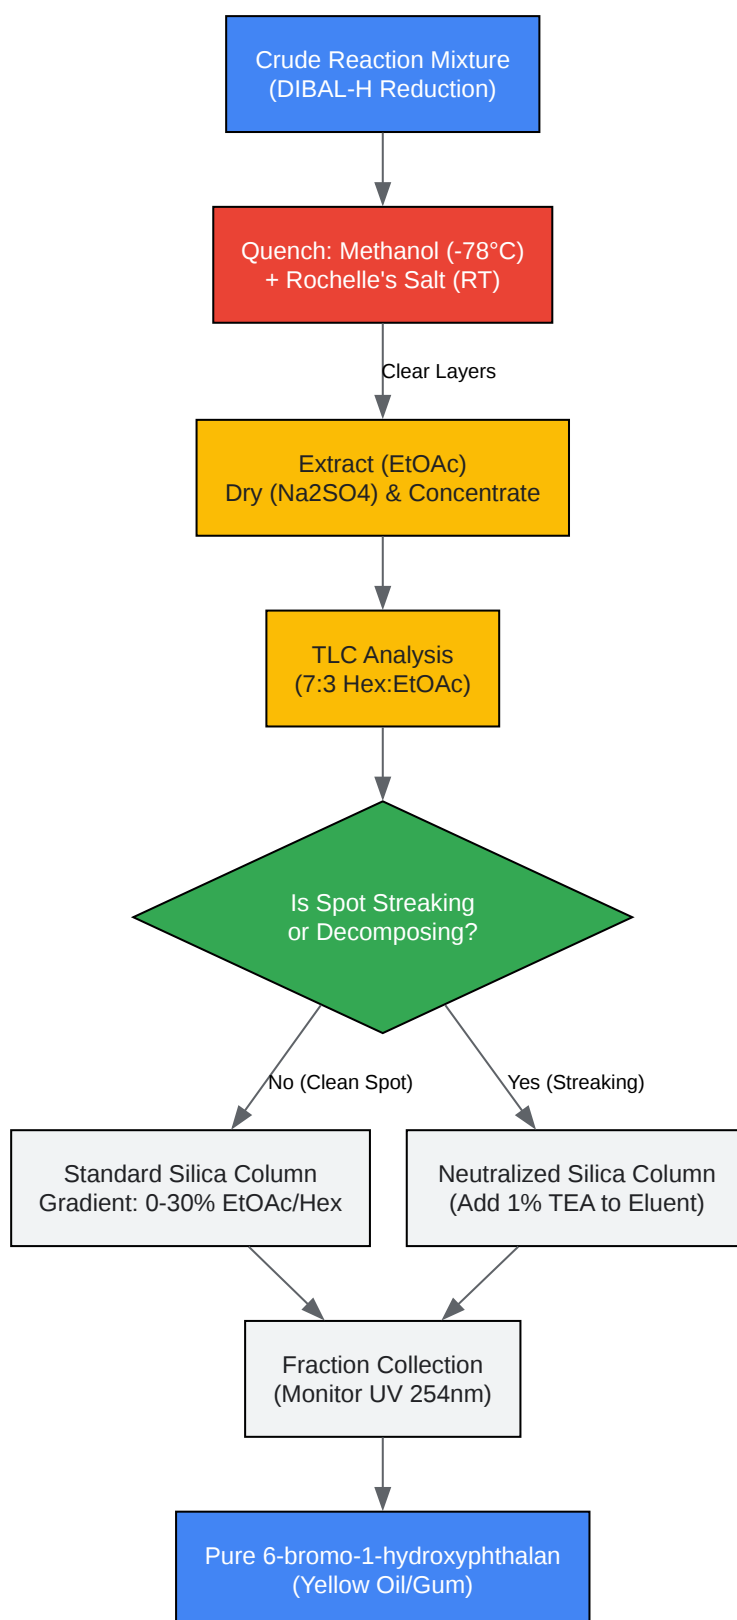 Crude Reaction Mixture
(DIBAL-H Reduction)
Quench: Methanol (-78°C)
+ Rochelle's Salt (RT)
Clear Layers
Extract (EtOAc)
Dry (Na2SO4) & Concentrate
TLC Analysis
(7:3 Hex:EtOAc)
Is Spot Streaking
or Decomposing?
No (Clean Spot)
Yes (Streaking)
Standard Silica Column
Gradient: 0-30% EtOAc/Hex
Neutralized Silica Column
(Add 1% TEA to Eluent)
Fraction Collection
(Monitor UV 254nm)
Pure 6-bromo-1-hydroxyphthalan
(Yellow Oil/Gum)